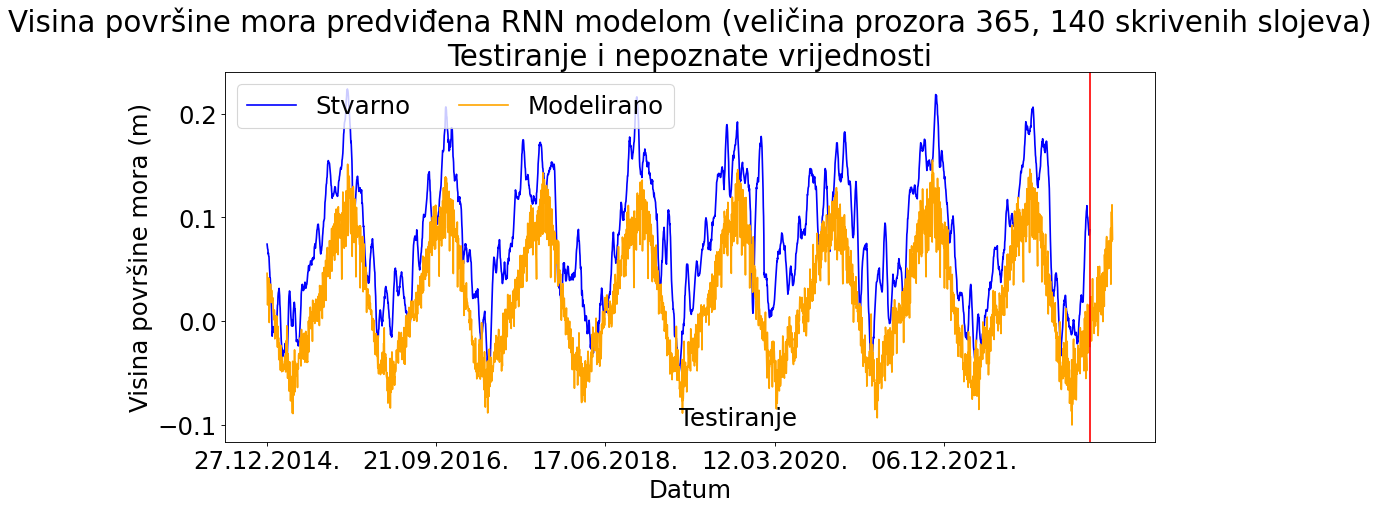 Visina površine mora predviđena RNN modelom (veličina prozora 365, 140 skrivenih slojeva)
Testiranje i nepoznate vrijednosti
Stvarno
Modelirano
Visina površine mora (m)
0.2
0.1
0.0
−0.1
Testiranje
27.12.2014.
21.09.2016.
17.06.2018.
12.03.2020.
06.12.2021.
Datum